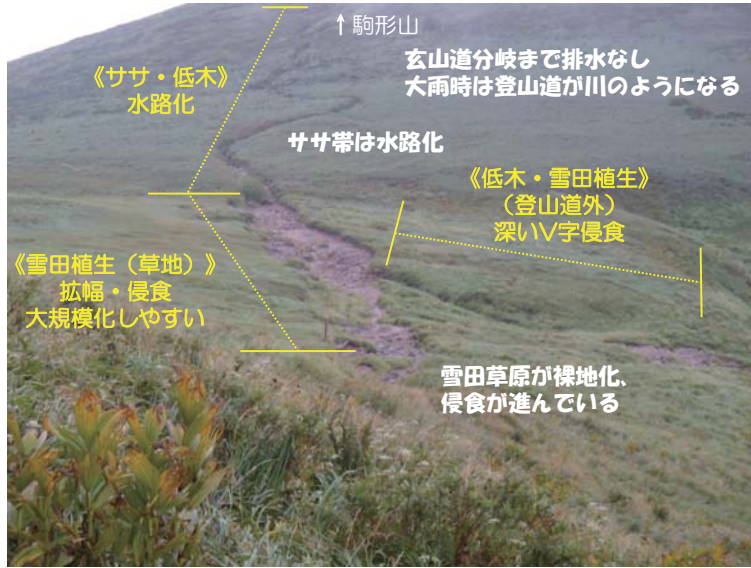 ↑駒形山
玄山道分岐まで排水なし
大雨時は登山道が川のようになる
《ササ・低木》
水路化
ササ帯は水路化
《低木・雪田植生》
（登山道外）
深いV字侵食
《雪田植生（草地）》
拡幅・侵食
大規模化しやすい
雪田草原が裸地化、
侵食が進んでいる